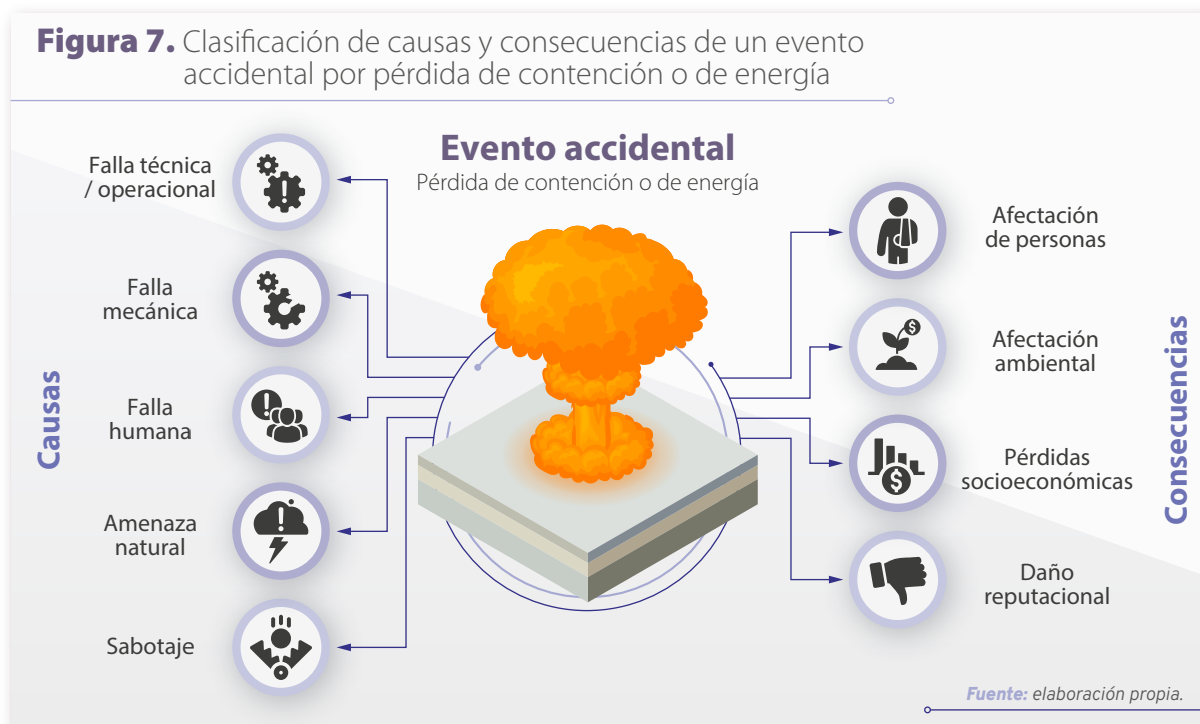 Figura 7. Clasificación de causas y consecuencias de un evento
accidental por pérdida de contención o de energía
Evento accidental
Pérdida de contención o de energía
Causas
Falla técnica
/ operacional
Falla
mecánica
Falla
humana
Amenaza
natural
Sabotaje
Consecuencias
Afectación
de personas
Afectación
ambiental
Pérdidas
socioeconómicas
Daño
reputacional
Fuente: elaboración propia.